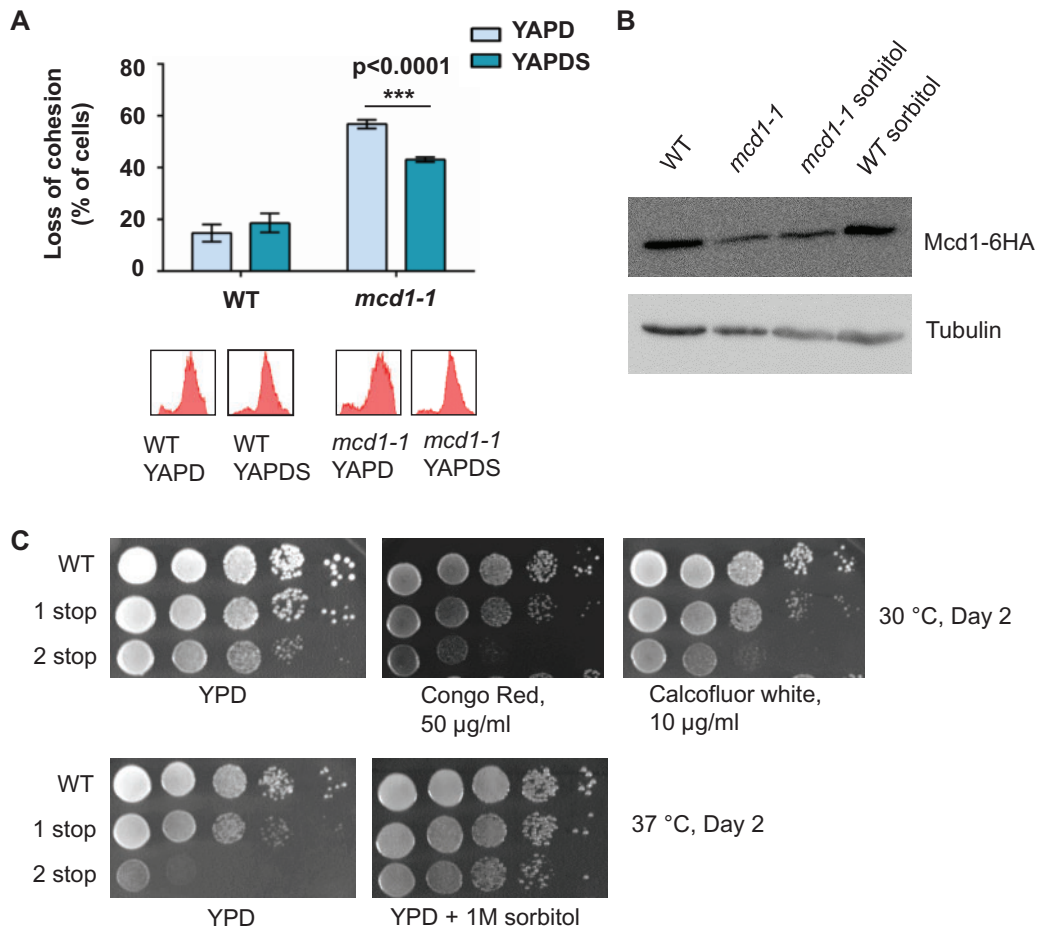 A
YAPD
YAPDS
p<0.0001
***
Loss of cohesion
(% of cells)
80
60
40
20
0
WT
mcd1-1
WT
YAPD
WT
YAPDS
mcd1-1
YAPD
mcd1-1
YAPDS
B
WT
mcd1-1
mcd1-1 sorbitol
WT sorbitol
Mcd1-6HA
Tubulin
C
WT
1 stop
2 stop
YPD
Congo Red,
50 µg/ml
Calcofluor white,
10 µg/ml
30 °C, Day 2
WT
1 stop
2 stop
YPD
YPD + 1M sorbitol
37 °C, Day 2